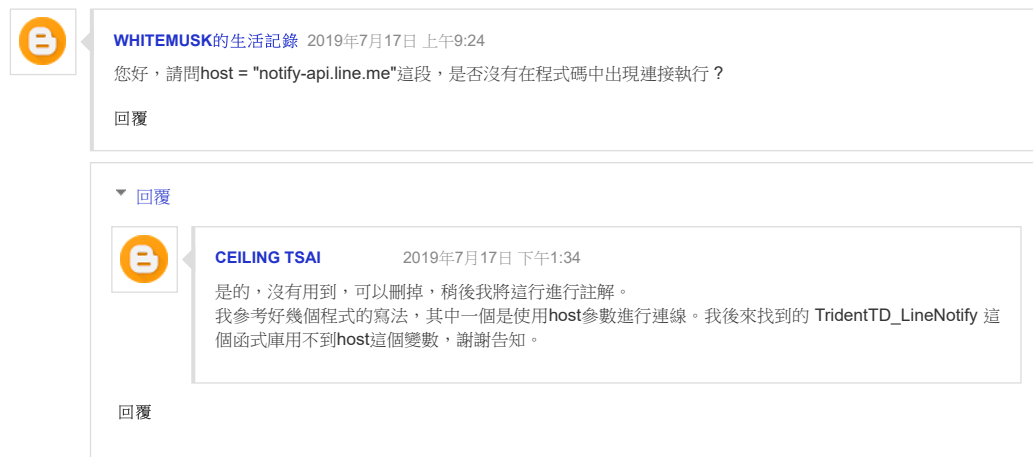 WHITEMUSK的生活記錄 2019年7月17日 上午9:24
您好，請問host = "notify-api.line.me"這段，是否沒有在程式碼中出現連接執行？
回覆
回覆
CEILING TSAI 2019年7月17日 下午1:34
是的，沒有用到，可以刪掉，稍後我將這行進行註解。
我參考好幾個程式的寫法，其中一個是使用host參數進行連線。我後來找到的 TridentTD_LineNotify 這
個函式庫用不到host這個變數，謝謝告知。
回覆